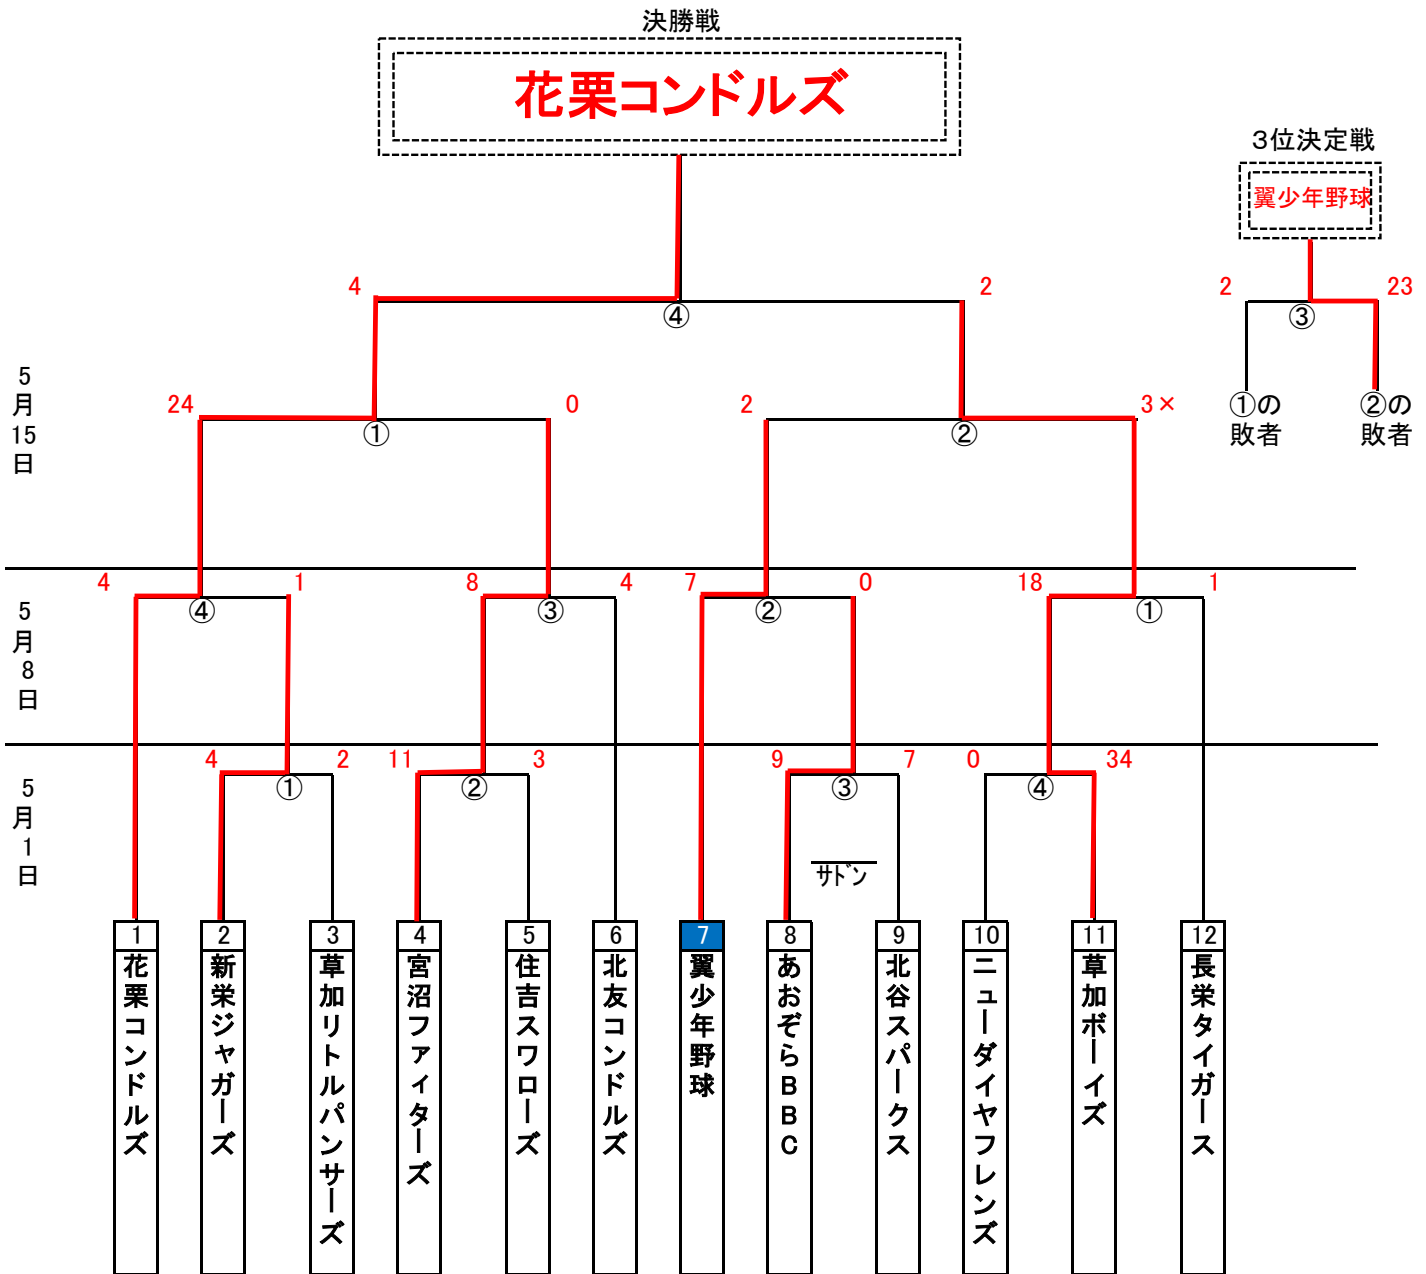 決勝戦
花栗コンドルズ
3位決定戦
翼少年野球
4
2
④
2
23
③
①の
敗者
②の
敗者
5月15日
24
0
①
2
3×
②
5月8日
4
1
④
8
4
③
7
0
②
18
1
①
5月1日
4
2
①
11
3
②
9
7
③
サドン
0
34
④
1
花栗コンドルズ
2
新栄ジャガーズ
3
草加リトルパンサーズ
4
宮沼ファイターズ
5
住吉スワローズ
6
北友コンドルズ
7
翼少年野球
8
あおぞらBBC
9
北谷スパークス
10
ニューダイヤフレンズ
11
草加ボーイズ
12
長栄タイガース